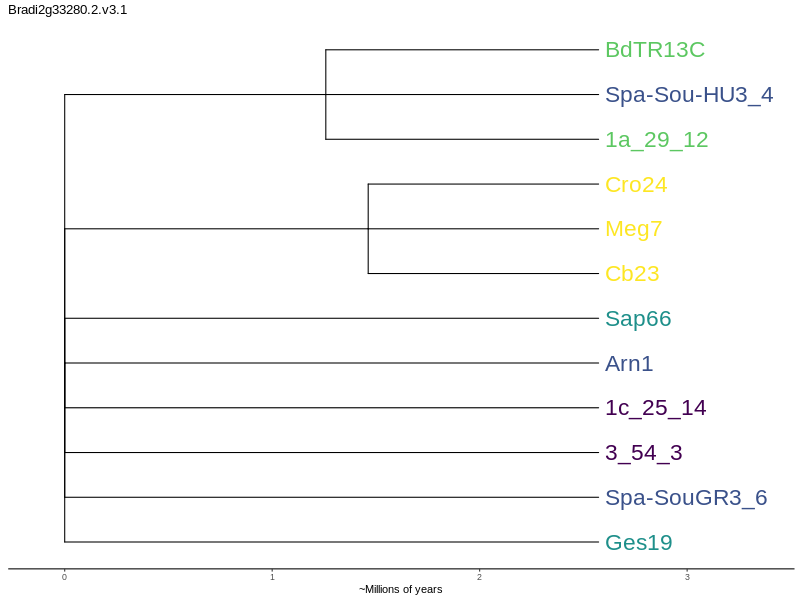 Bradi2g33280.2.v3.1
BdTR13C
Spa-Sou-HU3_4
1a_29_12
Cro24
Meg7
Cb23
Sap66
Arn1
1c_25_14
3_54_3
Spa-SouGR3_6
Ges19
0 1 2 3
~Millions of years